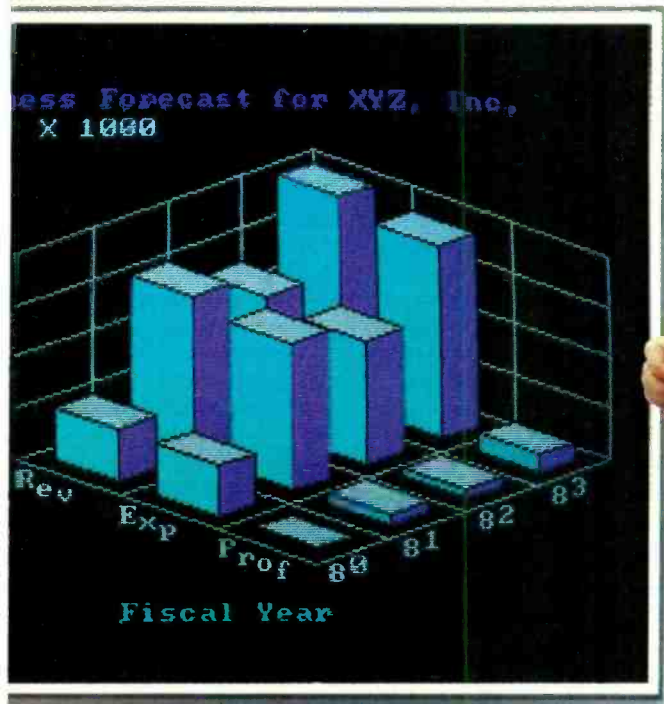 ess Forecast for XYZ, Inc.
X 1000
Rev
Exp
Prof
80
81
82
83
Fiscal Year